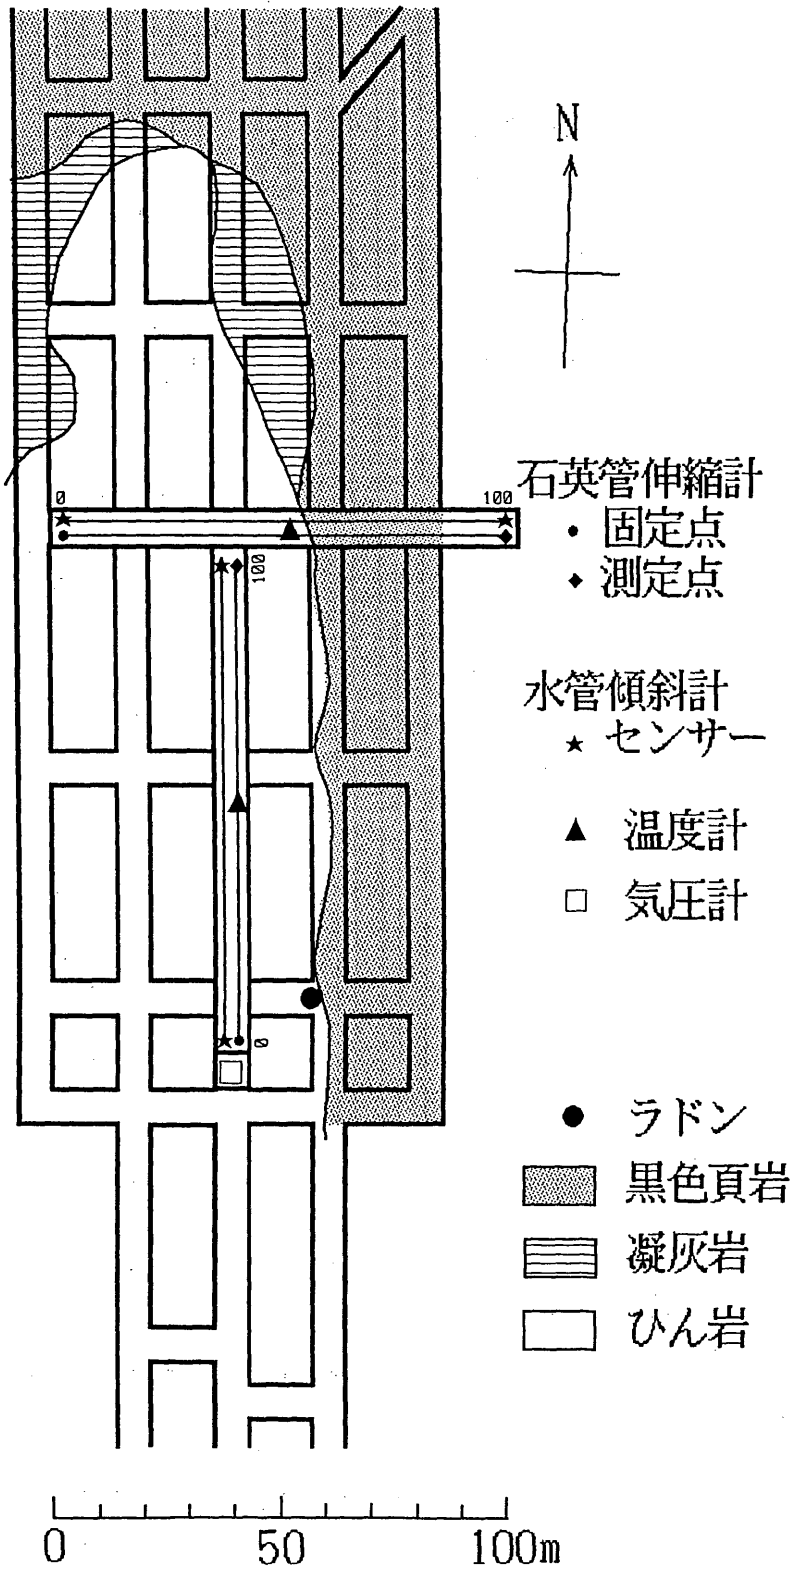 N
石英管伸縮計
0
100
固定点
100
測定点
水管傾斜計
センサー
温度計
気圧計
0
ラドン
黒色頁岩
凝灰岩
ひん岩
0 50 100m